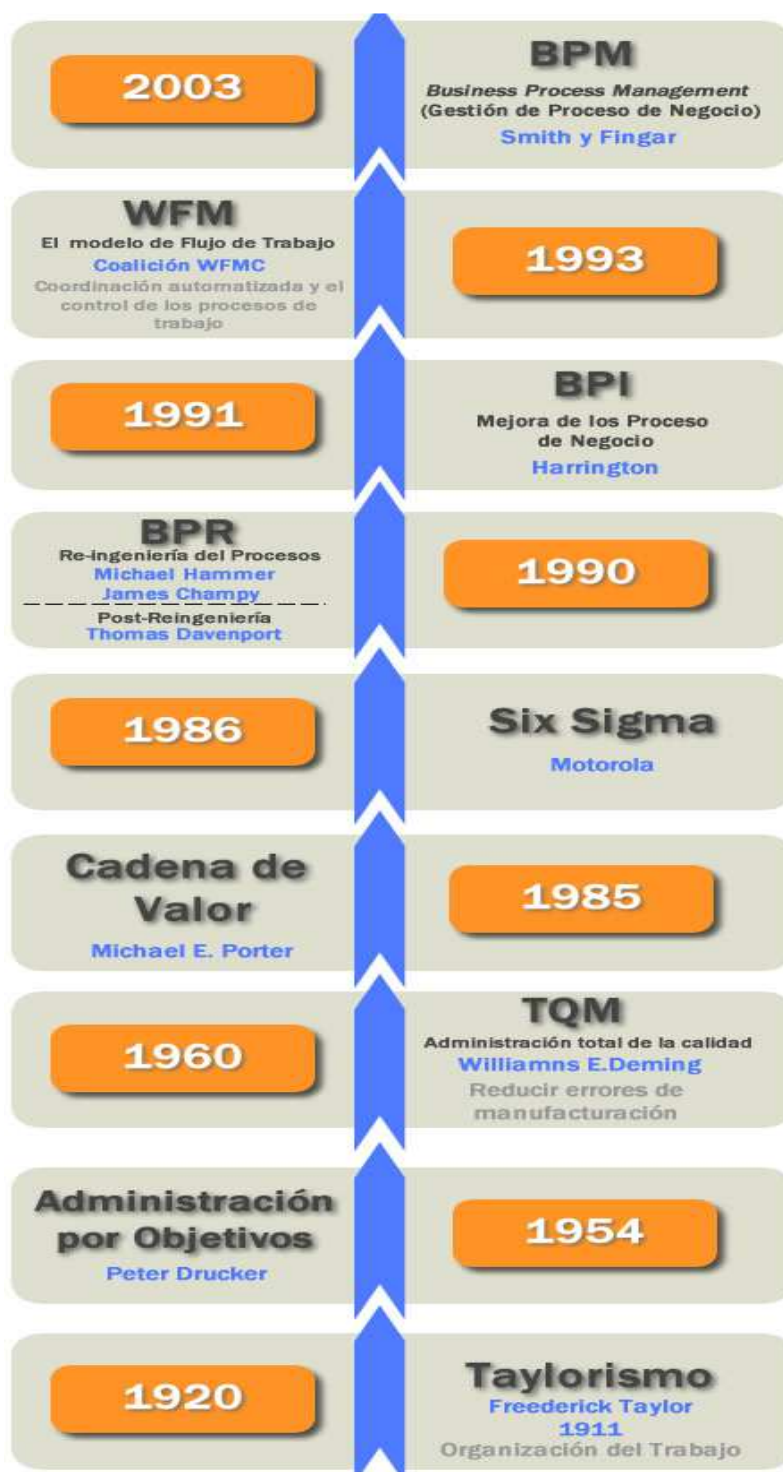 2003
BPM
Business Process Management
(Gestión de Proceso de Negocio)
Smith y Fingar
WFM
El modelo de Flujo de Trabajo
Coalición WFMC
Coordinación automatizada y el
control de los procesos de
trabajo
1993
1991
BPI
Mejora de los Proceso
de Negocio
Harrington
BPR
Re-ingeniería del Procesos
Michael Hammer
James Champy
Post-Reingeniería
Thomas Davenport
1990
1986
Six Sigma
Motorola
Cadena de
Valor
Michael E. Porter
1985
1960
TQM
Administración total de la calidad
Williamns E.Deming
Reducir errores de
manufacturación
Administración
por Objetivos
Peter Drucker
1954
1920
Taylorismo
Freederick Taylor
1911
Organización del Trabajo